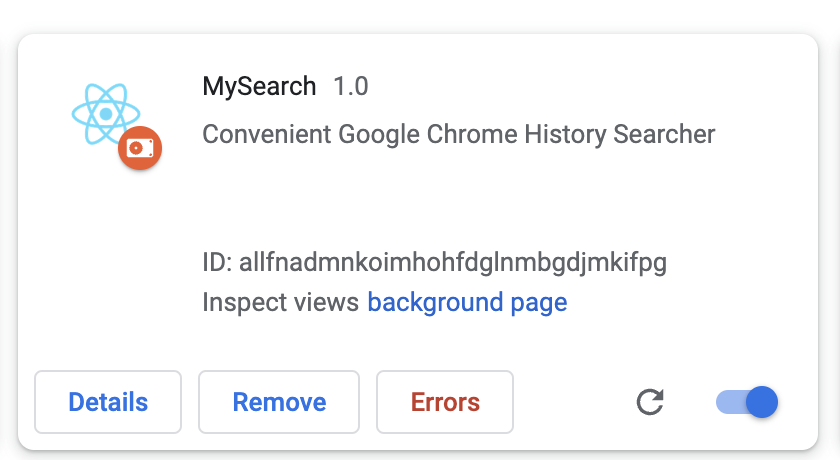 MySearch 1.0
Convenient Google Chrome History Searcher
ID: allfnadmnkoimhohfdglnmbgdjmkifpg
Inspect views background page
Details Remove Errors